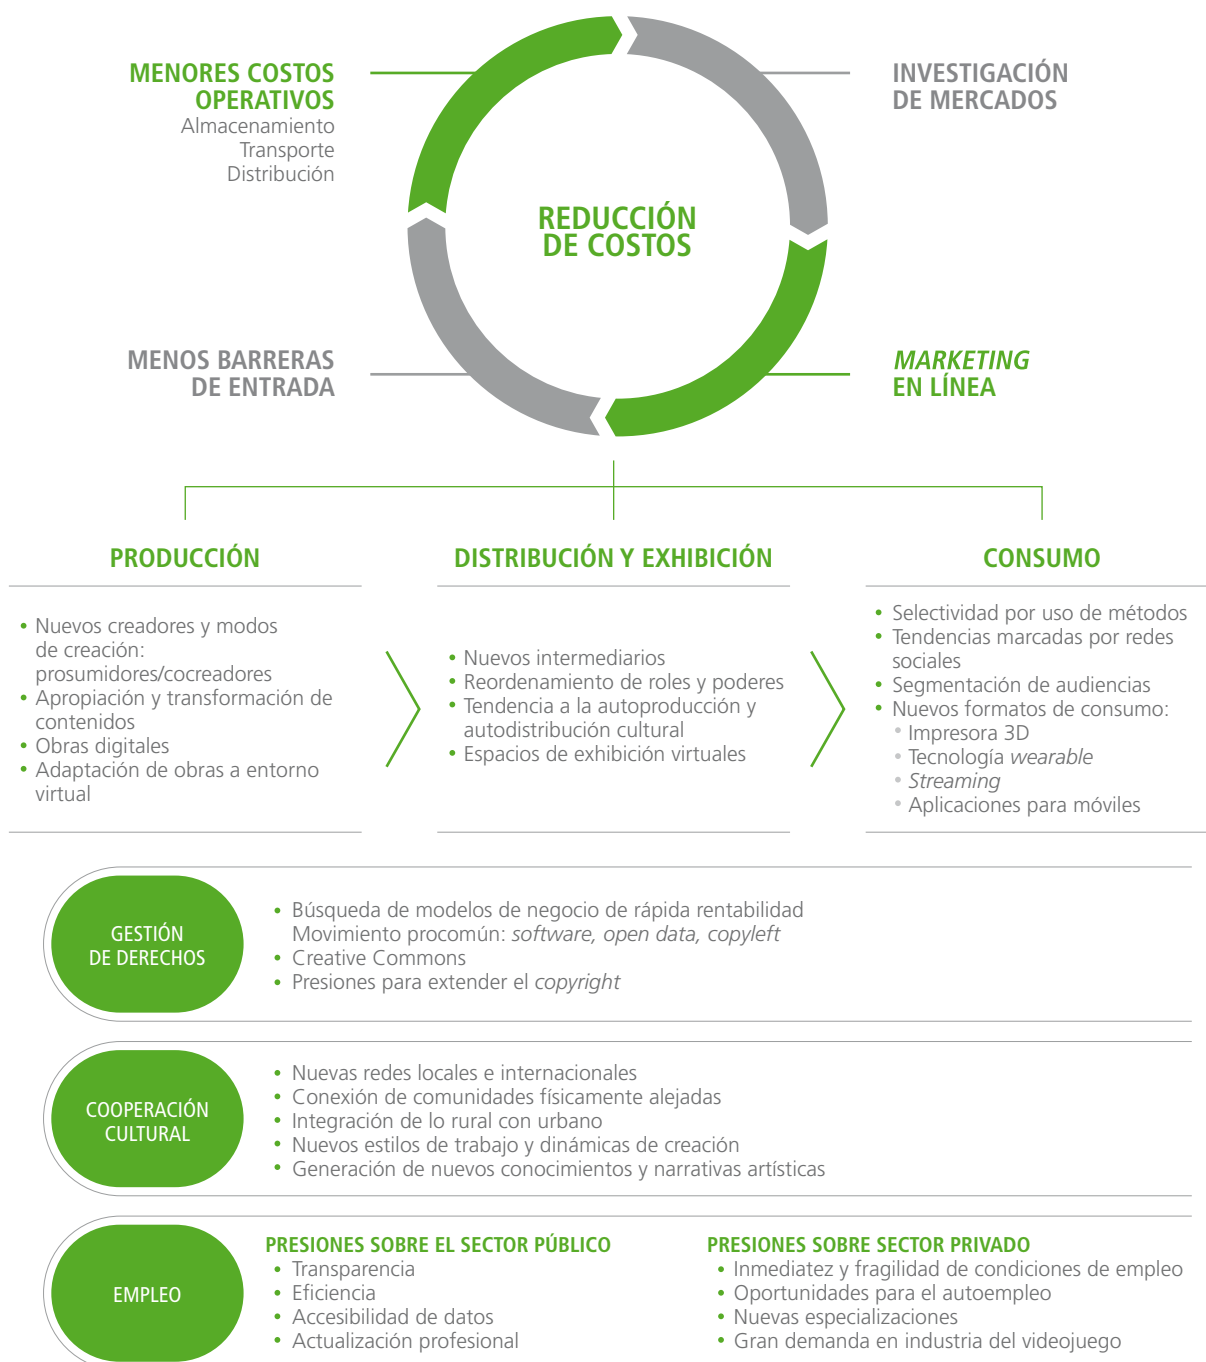 MENORES COSTOS
OPERATIVOS
Almacenamiento
Transporte
Distribución
INVESTIGACIÓN
DE MERCADOS
REDUCCIÓN
DE COSTOS
MENOS BARRERAS
DE ENTRADA
MARKETING
EN LÍNEA
PRODUCCIÓN
• Nuevos creadores y modos
de creación:
prosumidores/cocreadores
• Apropiación y transformación de
contenidos
• Obras digitales
• Adaptación de obras a entorno
virtual
DISTRIBUCIÓN Y EXHIBICIÓN
• Nuevos intermediarios
• Reordenamiento de roles y poderes
• Tendencia a la autoproducción y
autodistribución cultural
• Espacios de exhibición virtuales
CONSUMO
• Selectividad por uso de métodos
• Tendencias marcadas por redes
sociales
• Segmentación de audiencias
• Nuevos formatos de consumo:
• Impresora 3D
• Tecnología wearable
• Streaming
• Aplicaciones para móviles
GESTIÓN
DE DERECHOS
• Búsqueda de modelos de negocio de rápida rentabilidad
Movimiento procomún: software, open data, copyleft
• Creative Commons
• Presiones para extender el copyright
COOPERACIÓN
CULTURAL
• Nuevas redes locales e internacionales
• Conexión de comunidades físicamente alejadas
• Integración de lo rural con urbano
• Nuevos estilos de trabajo y dinámicas de creación
• Generación de nuevos conocimientos y narrativas artísticas
EMPLEO
PRESIONES SOBRE EL SECTOR PÚBLICO
• Transparencia
• Eficiencia
• Accesibilidad de datos
• Actualización profesional
PRESIONES SOBRE SECTOR PRIVADO
• Inmediatez y fragilidad de condiciones de empleo
• Oportunidades para el autoempleo
• Nuevas especializaciones
• Gran demanda en industria del videojuego